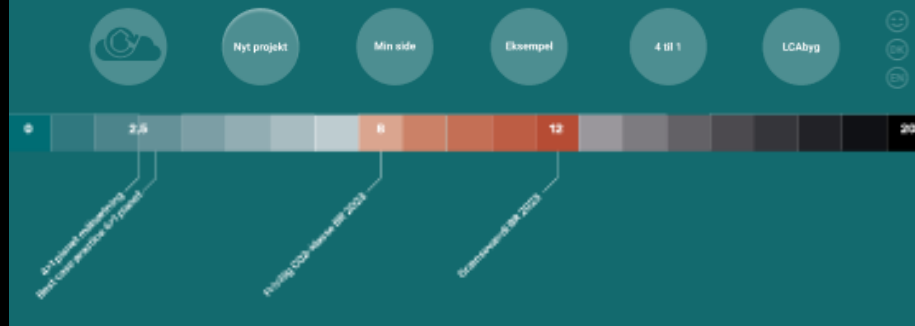 Nyt projekt
Min side
Eksempel
4 til 1
LCAbyg
DK
EN
0
2,5
8
12
20
4>1 planet målsætning
Best case practice 4>1 planet
Frivillig CO2-klasse BR 2023
Grænseværdi BR 2023